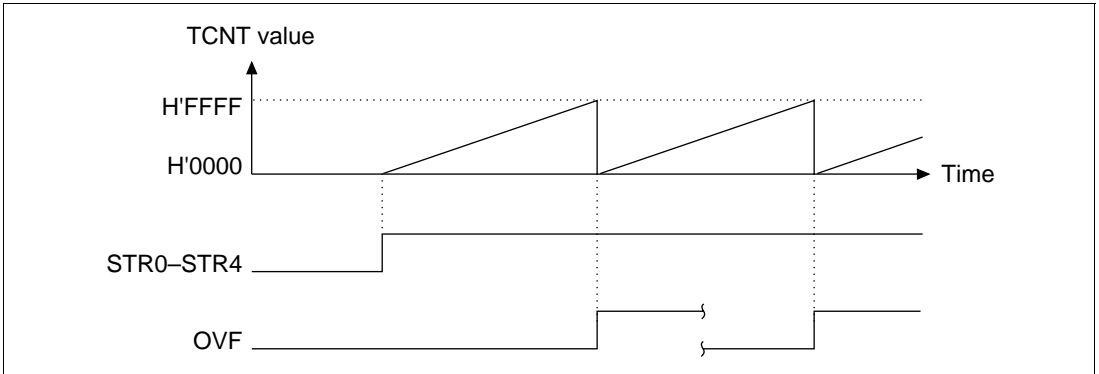 TCNT value
H'FFFF
H'0000
Time
STR0–STR4
OVF